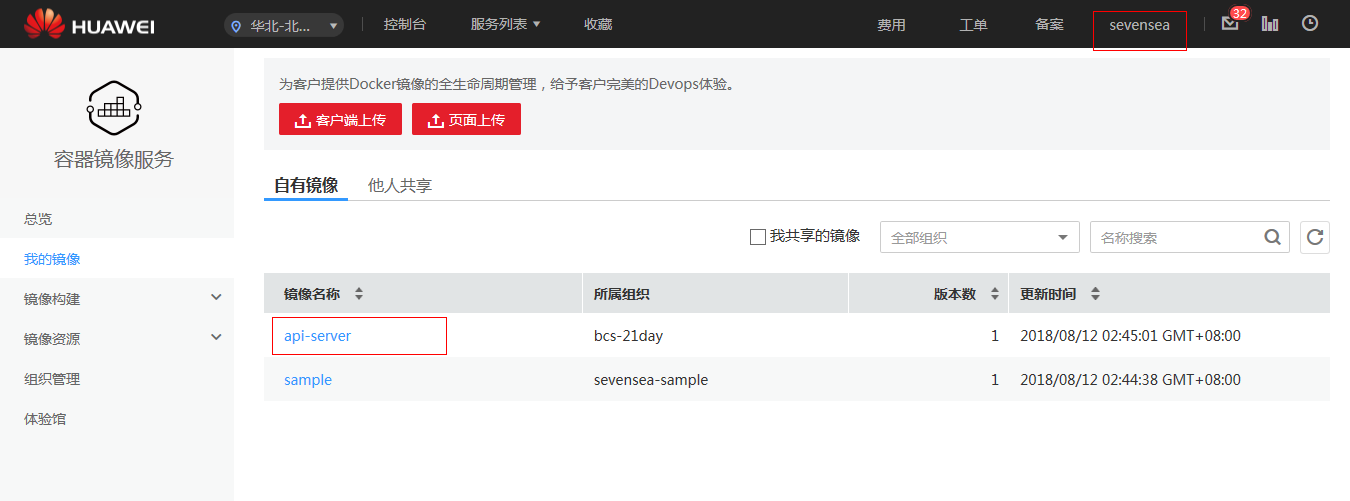 HUAWEI 华北-北... 控制台 服务列表 收藏 费用 工单 备案 sevensea 32
容器镜像服务
总览
我的镜像
镜像构建
镜像资源
组织管理
体验馆
为客户提供Docker镜像的全生命周期管理，给予客户完美的Devops体验。
客户端上传 页面上传
自有镜像 他人共享
我共享的镜像 全部组织 名称搜索
镜像名称 所属组织 版本数 更新时间
api-server bcs-21day 1 2018/08/12 02:45:01 GMT+08:00
sample sevensea-sample 1 2018/08/12 02:44:38 GMT+08:00